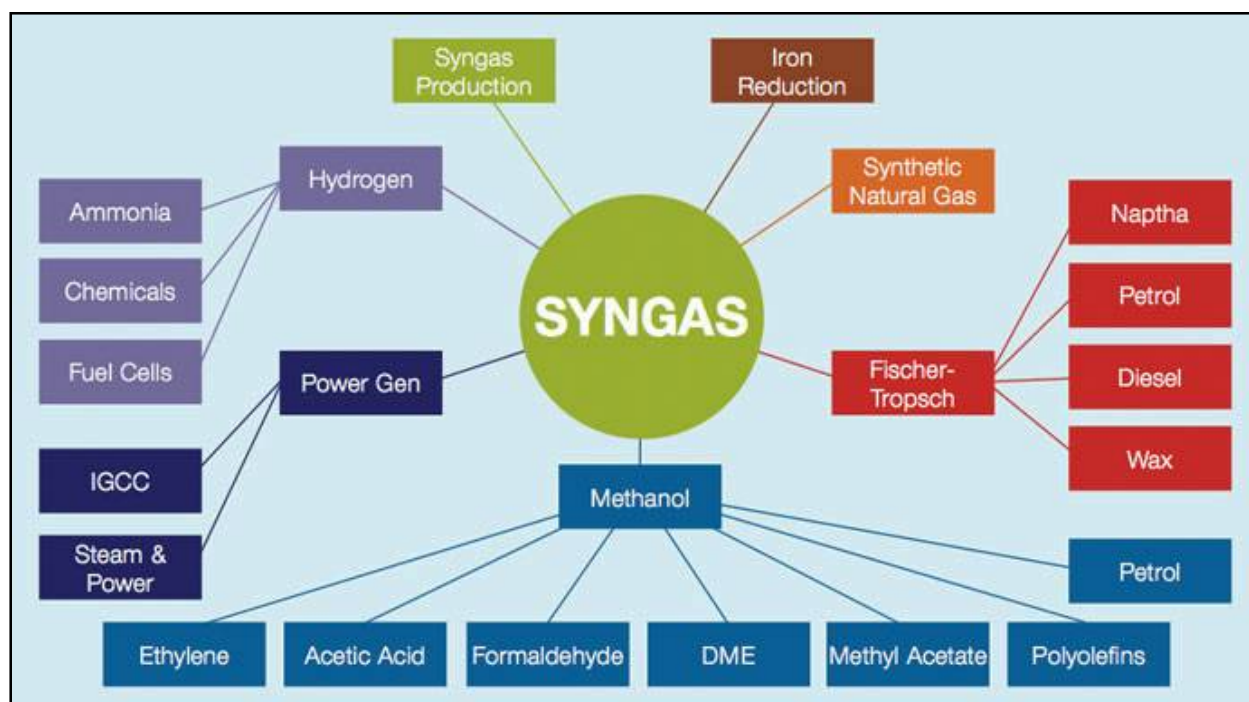 Syngas
Production
Iron
Reduction
Hydrogen
Synthetic
Natural Gas
Ammonia
Naptha
Chemicals
Petrol
SYNGAS
Fuel Cells
Power Gen
Fischer-
Tropsch
Diesel
IGCC
Wax
Methanol
Steam &
Power
Petrol
Ethylene
Acetic Acid
Formaldehyde
DME
Methyl Acetate
Polyolefins